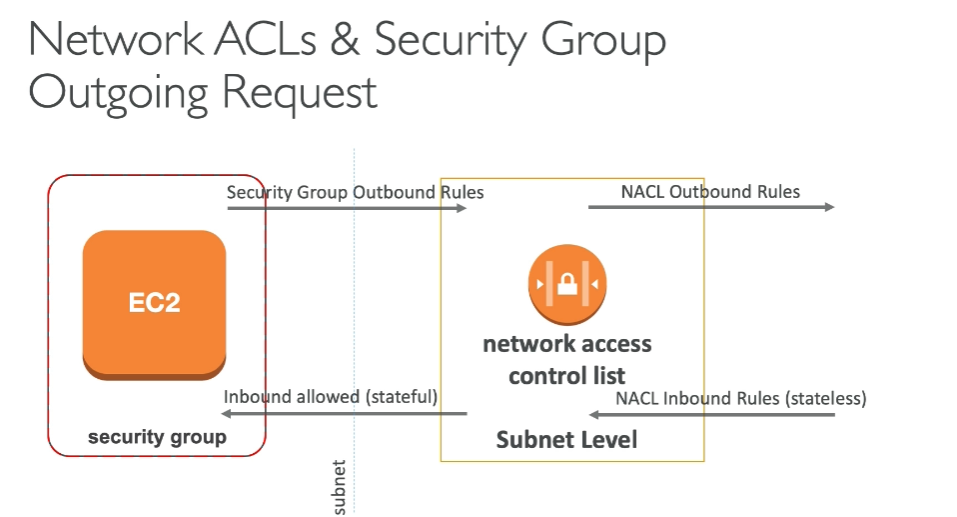 Network ACLs & Security Group
Outgoing Request
Security Group Outbound Rules
NACL Outbound Rules
EC2
network access
control list
Inbound allowed (stateful)
NACL Inbound Rules (stateless)
security group
Subnet Level
subnet